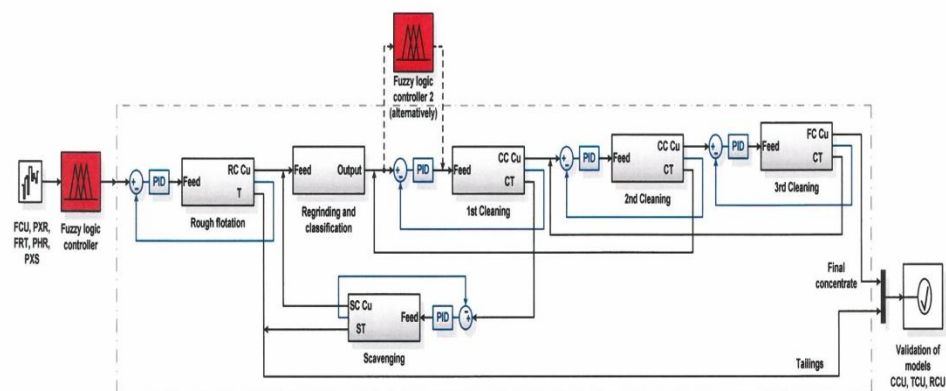 Fuzzy logic
controller 2
(alternatively)
FCU, PXR,
FRT, PHR,
PXS
Fuzzy logic
controller
PID
Feed
RC Cu
T
Rough flotation
Feed
Output
Regrinding and
classification
PID
Feed
CC Cu
CT
1st Cleaning
PID
Feed
CC Cu
CT
2nd Cleaning
PID
Feed
FC Cu
CT
3rd Cleaning
SC Cu
ST
Feed
PID
Scavenging
Final
concentrate
Tailings
Validation of
models
CCU, TCU, RCU